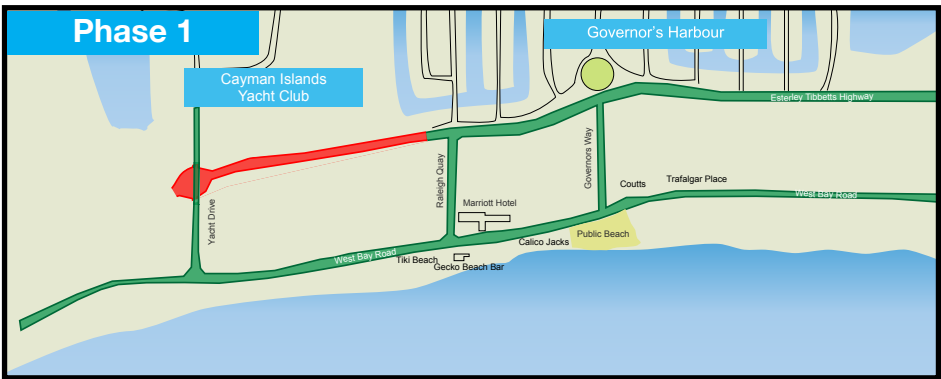 Phase 1
Governor's Harbour
Cayman Islands
Yacht Club
Esterley Tibbetts Highway
Raleigh Quay
Governors Way
Coutts
Trafalgar Place
West Bay Road
Yacht Drive
Marriott Hotel
Public Beach
Calico Jacks
West Bay Road
Tiki Beach
Gecko Beach Bar